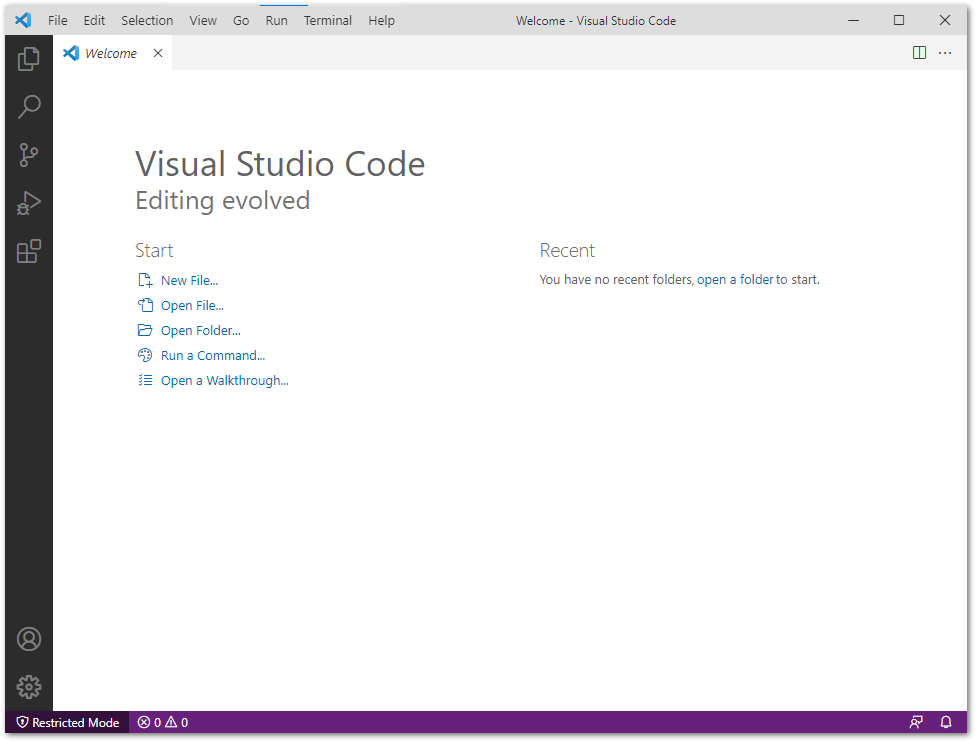 File Edit Selection View Go Run Terminal Help Welcome - Visual Studio Code
Welcome
Visual Studio Code
Editing evolved
Start
New File...
Open File...
Open Folder...
Run a Command...
Open a Walkthrough...
Recent
You have no recent folders, open a folder to start.
Restricted Mode 0 0